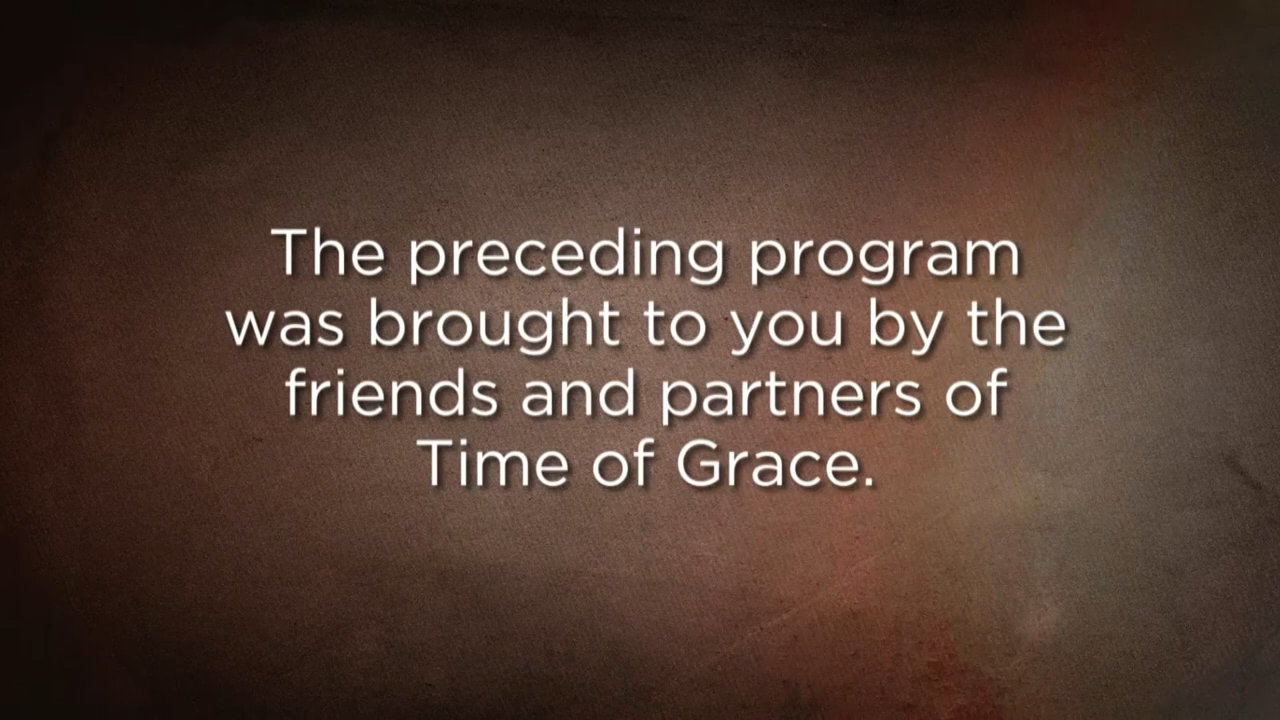 The preceding program
was brought to you by the
friends and partners of
Time of Grace.